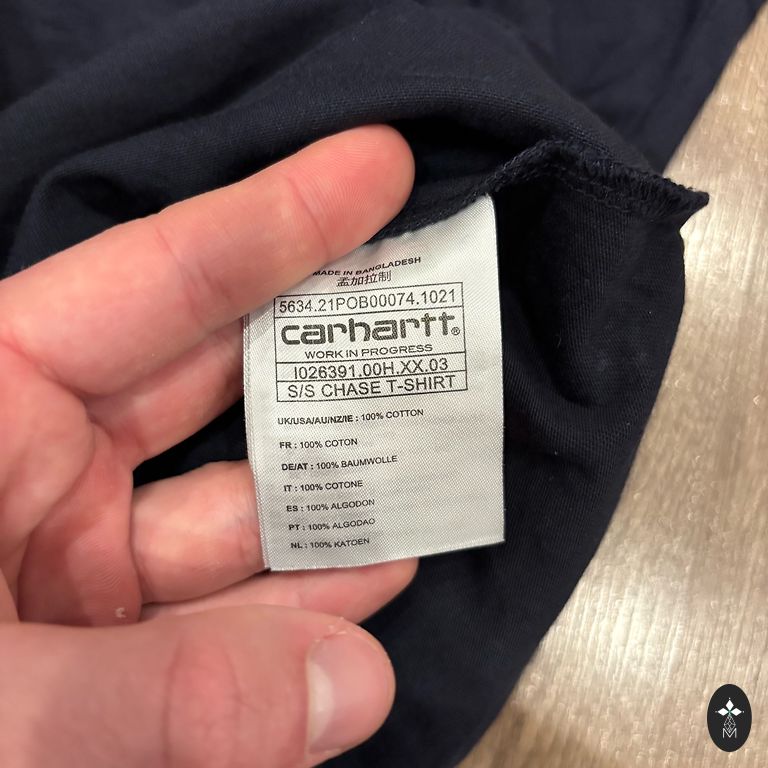 MADE IN BANGLADESH
孟加拉制
5634.21POB00074.1021
carhartt®
WORK IN PROGRESS
I026391.00H.XX.03
S/S CHASE T-SHIRT
UK/USA/AU/NZ/IE : 100% COTTON
FR : 100% COTON
DE/AT : 100% BAUMWOLLE
IT : 100% COTONE
ES : 100% ALGODON
PT : 100% ALGODAO
NL : 100% KATOEN
M